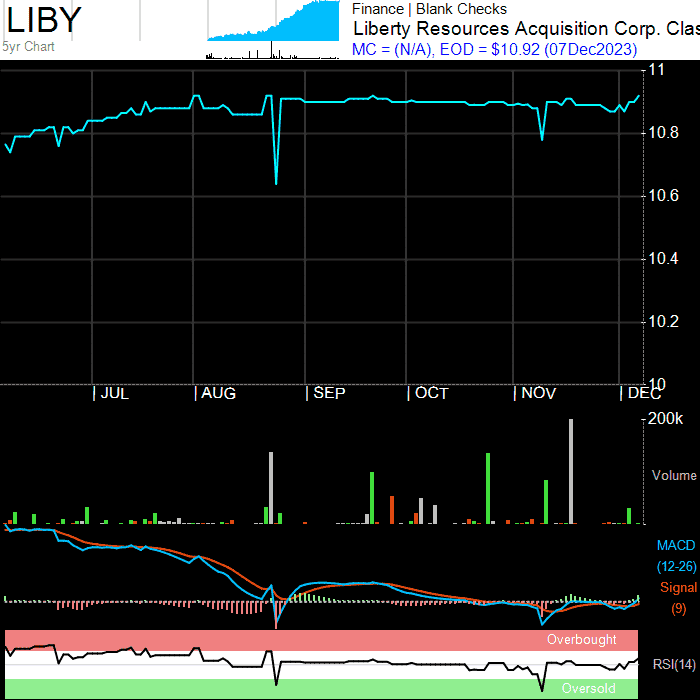 LIBY
5yr Chart
Finance | Blank Checks
Liberty Resources Acquisition Corp. Clas
MC = (N/A), EOD = $10.92 (07Dec2023)
11
10.8
10.6
10.4
10.2
10
| JUL | AUG | SEP | OCT | NOV | DEC
200k
Volume
MACD
(12-26)
Signal
(9)
Overbought
RSI(14)
Oversold